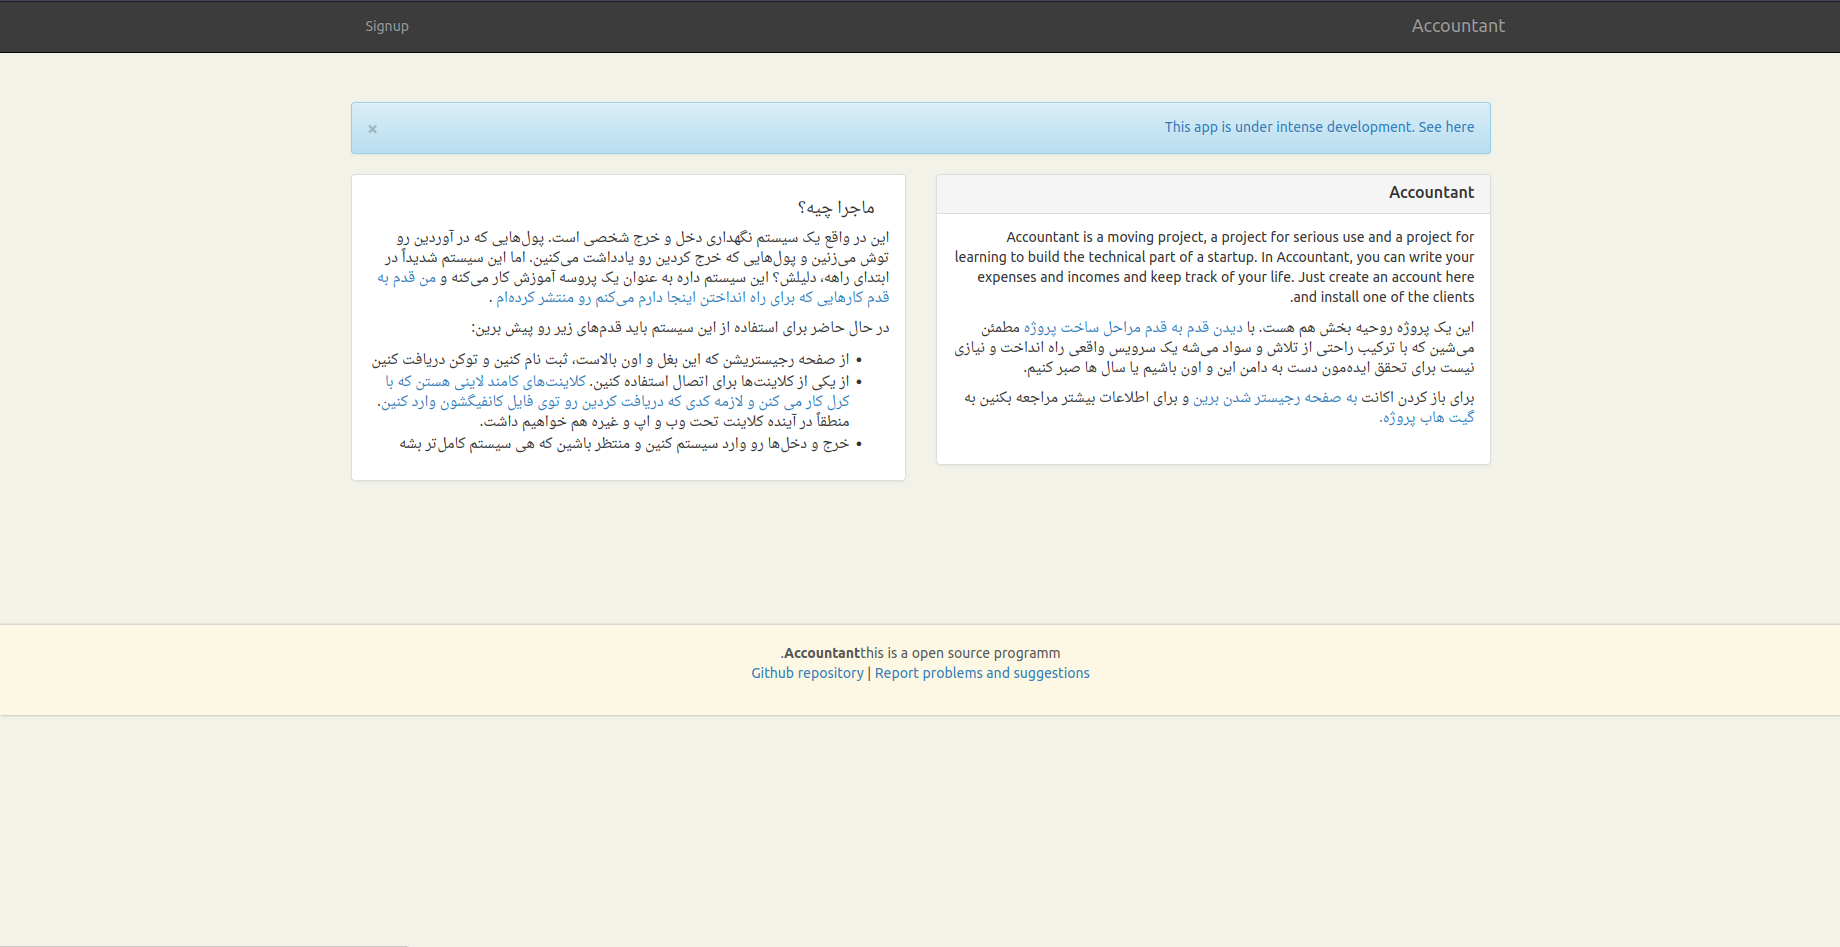 Accountant
Signup
This app is under intense development. See here
×
Accountant
Accountant is a moving project, a project for serious use and a project for
learning to build the technical part of a startup. In Accountant, you can write your
expenses and incomes and keep track of your life. Just create an account here
and install one of the clients.
این یک پروژه روحیه بخش هم هست. با دیدن قدم به قدم مراحل ساخت پروژه مطمئن
می‌شین که با ترکیب راحتی از تلاش و سواد می‌شه یک سرویس واقعی راه انداخت و نیازی
نیست برای تحقق ایده‌مون دست به دامن این و اون باشیم یا سال ها صبر کنیم.
برای باز کردن اکانت به صفحه رجیستر شدن برین و برای اطلاعات بیشتر مراجعه بکنین به
گیت هاب پروژه.
ماجرا چیه؟
این در واقع یک سیستم نگهداری دخل و خرج شخصی است. پول‌هایی که در آوردین رو
توش می‌زنین و پول‌هایی که خرج کردین رو یادداشت می‌کنین. اما این سیستم شدیداً در
ابتدای راهه، دلیلش؟ این سیستم داره به عنوان یک پروسه آموزش کار می‌کنه و من قدم به
قدم کارهایی که برای راه انداختن اینجا دارم می‌کنم رو منتشر کرده‌ام .
در حال حاضر برای استفاده از این سیستم باید قدم‌های زیر رو پیش برین:
• از صفحه رجیستریشن که این بغل و اون بالاست، ثبت نام کنین و توکن دریافت کنین
• از یکی از کلاینت‌ها برای اتصال استفاده کنین. کلاینت‌های کامند لاینی هستن که با
کرل کار می کنن و لازمه کدی که دریافت کردین رو توی فایل کانفیگشون وارد کنین.
منطقاً در آینده کلاینت تحت وب و اپ و غیره هم خواهیم داشت.
• خرج و دخل‌ها رو وارد سیستم کنین و منتظر باشین که هی سیستم کامل‌تر بشه
.Accountantthis is a open source programm
Github repository | Report problems and suggestions